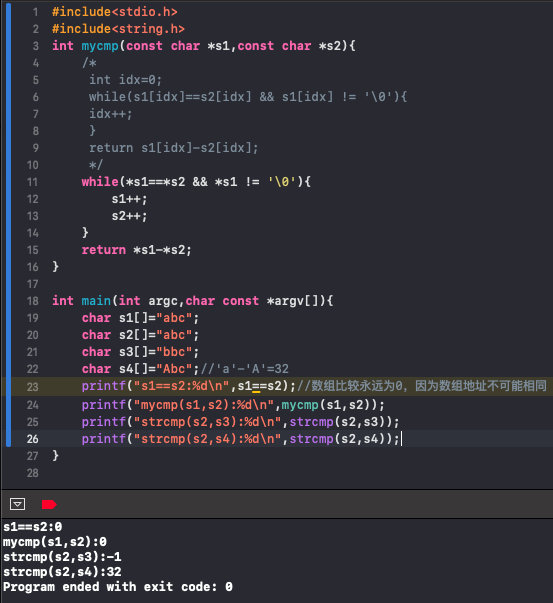 1 #include<stdio.h>
2 #include<string.h>
3 int mycmp(const char *s1,const char *s2){
4     /*
5      int idx=0;
6      while(s1[idx]==s2[idx] && s1[idx] != '\0'){
7      idx++;
8      }
9      return s1[idx]-s2[idx];
10      */
11     while(*s1==*s2 && *s1 != '\0'){
12         s1++;
13         s2++;
14     }
15     return *s1-*s2;
16 }
17
18 int main(int argc,char const *argv[]){
19     char s1[]="abc";
20     char s2[]="abc";
21     char s3[]="bbc";
22     char s4[]="Abc";//'a'-'A'=32
23     printf("s1==s2:%d\n",s1==s2);//数组比较永远为0，因为数组地址不可能相同
24     printf("mycmp(s1,s2):%d\n",mycmp(s1,s2));
25     printf("strcmp(s2,s3):%d\n",strcmp(s2,s3));
26     printf("strcmp(s2,s4):%d\n",strcmp(s2,s4));
27 }
28
s1==s2:0
mycmp(s1,s2):0
strcmp(s2,s3):-1
strcmp(s2,s4):32
Program ended with exit code: 0